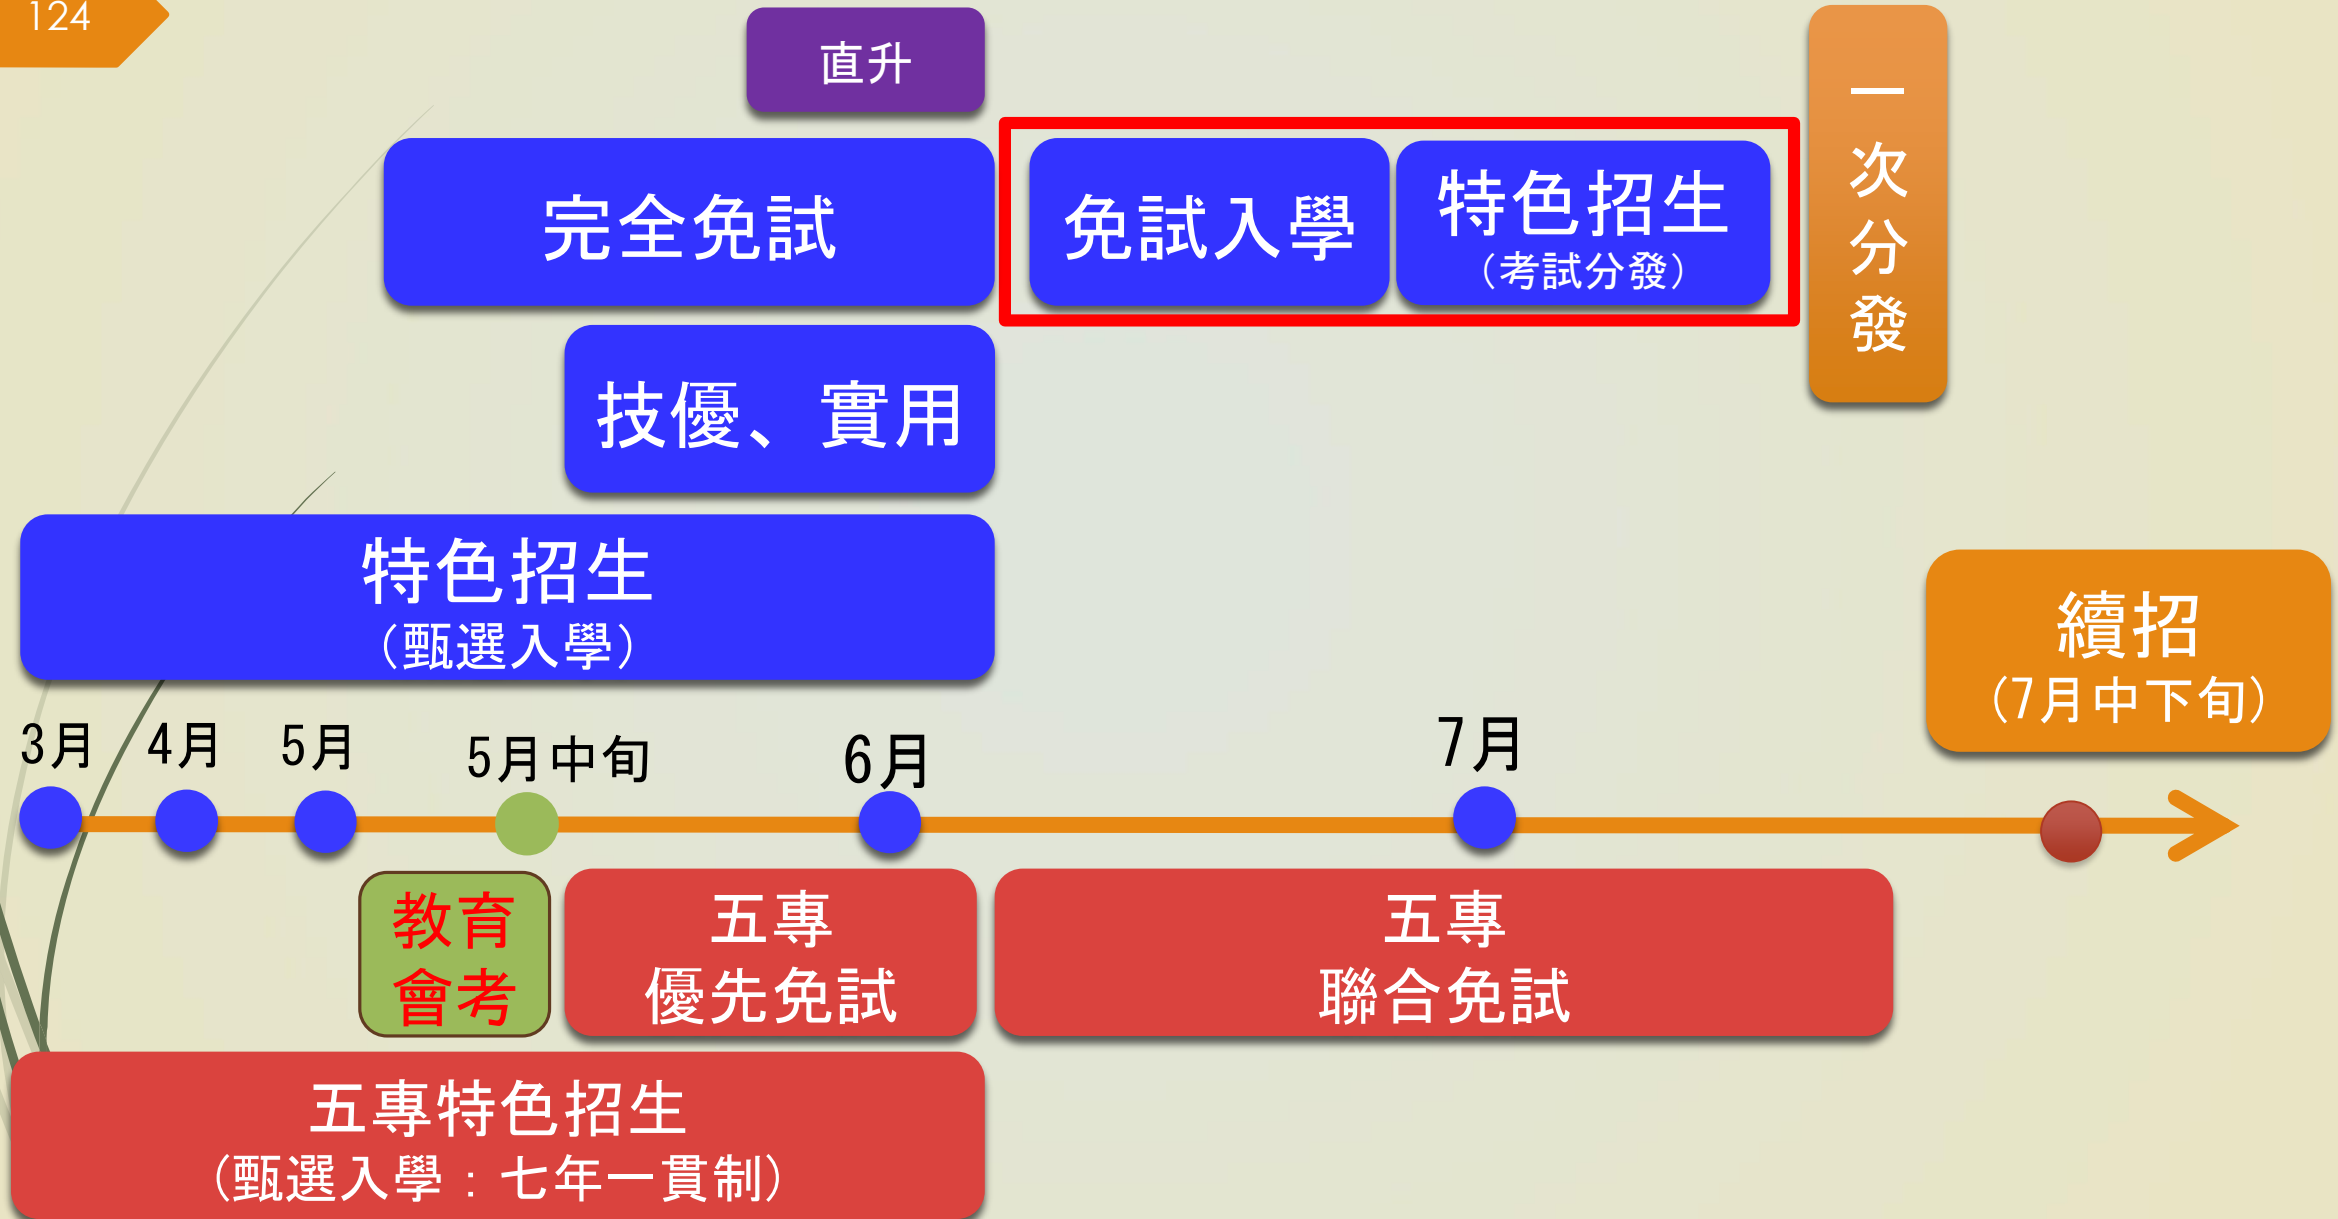 124
直升
完全免試
免試入學
特色招生
（考試分發）
一次分發
技優、實用
特色招生
（甄選入學）
續招
（7月中下旬）
3月
4月
5月
5月中旬
6月
7月
教育
會考
五專
優先免試
五專
聯合免試
五專特色招生
（甄選入學：七年一貫制）